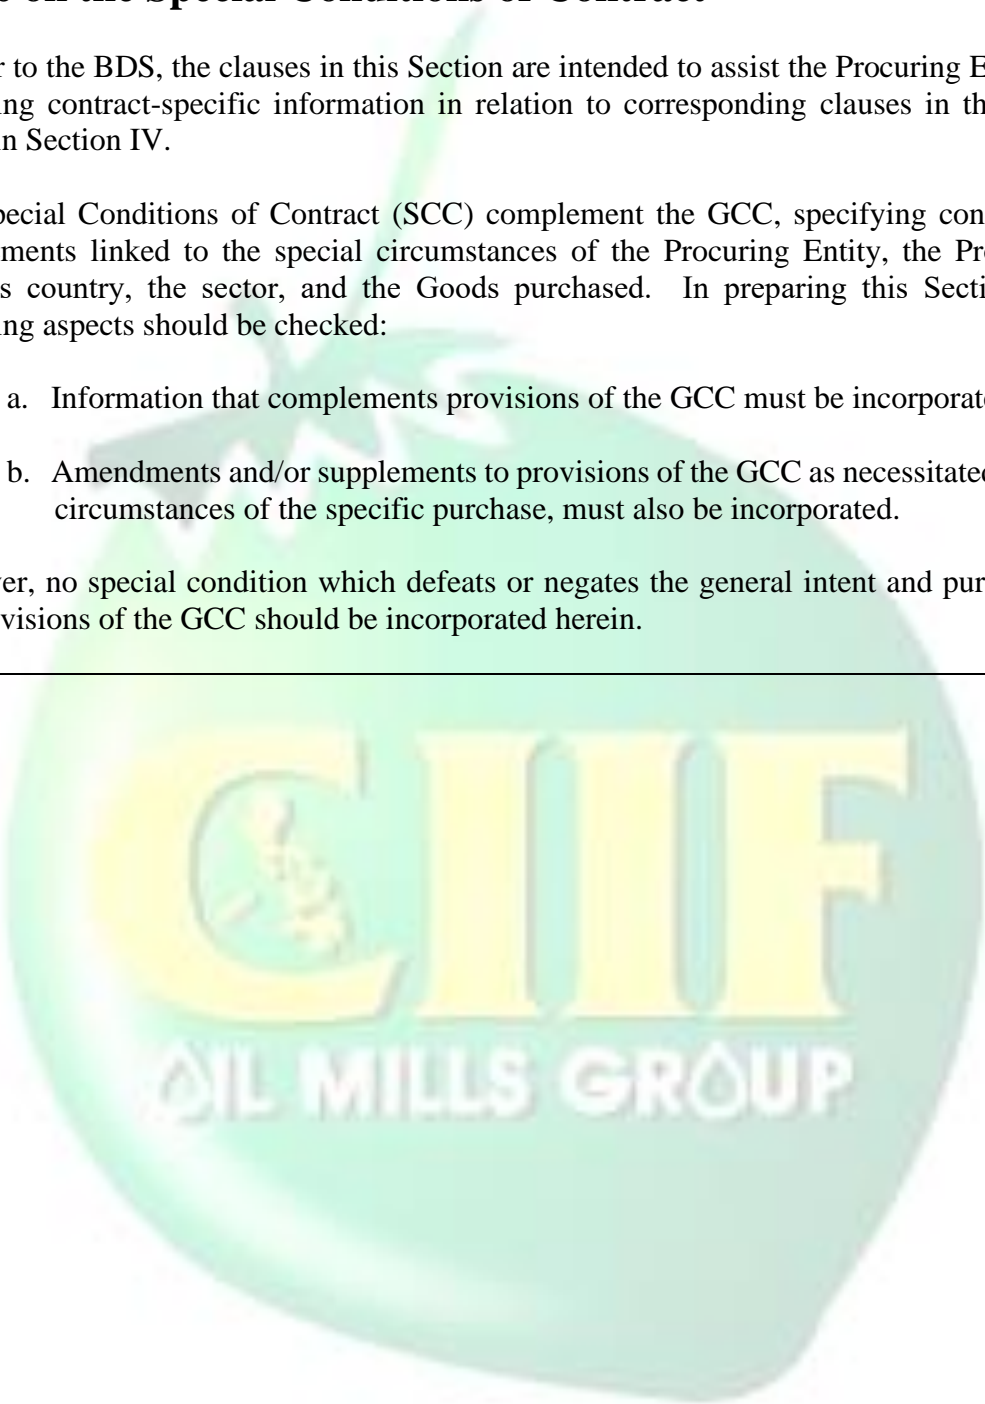 on the Special Conditions of Contract
r to the BDS, the clauses in this Section are intended to assist the Procuring E
ing contract-specific information in relation to corresponding clauses in th
in Section IV.
pecial Conditions of Contract (SCC) complement the GCC, specifying con
ments linked to the special circumstances of the Procuring Entity, the Pr
s country, the sector, and the Goods purchased. In preparing this Secti
ing aspects should be checked:
a. Information that complements provisions of the GCC must be incorporat
b. Amendments and/or supplements to provisions of the GCC as necessitated
circumstances of the specific purchase, must also be incorporated.
er, no special condition which defeats or negates the general intent and pur
visions of the GCC should be incorporated herein.
CIIF
OIL MILLS GROUP